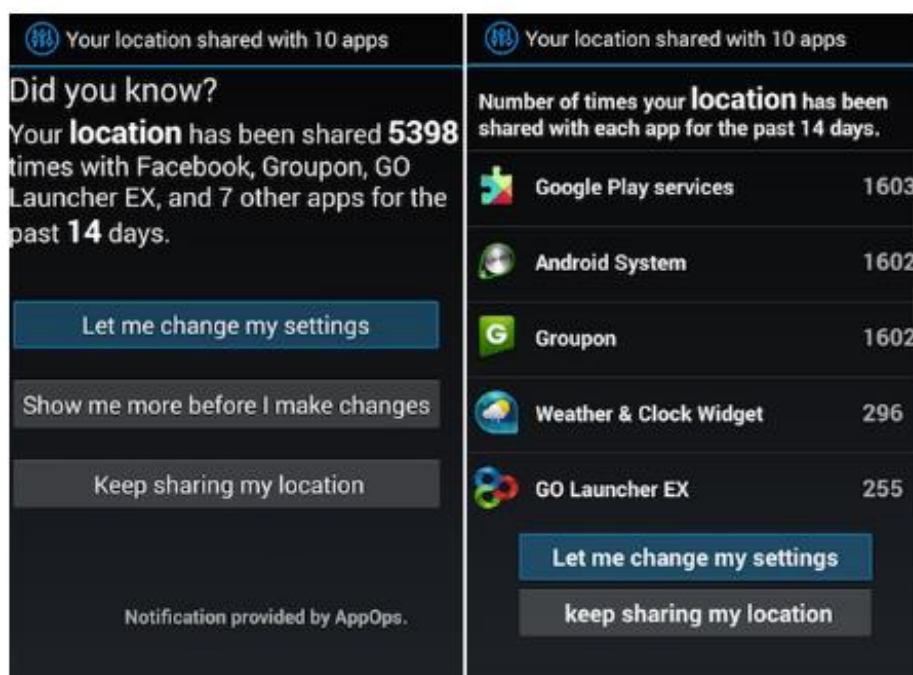 Your location shared with 10 apps
Did you know?
Your location has been shared 5398
times with Facebook, Groupon, GO
Launcher EX, and 7 other apps for the
past 14 days.
Let me change my settings
Show me more before I make changes
Keep sharing my location
Notification provided by AppOps.
Your location shared with 10 apps
Number of times your location has been
shared with each app for the past 14 days.
Google Play services 1603
Android System 1602
G Groupon 1602
Weather & Clock Widget 296
GO Launcher EX 255
Let me change my settings
keep sharing my location